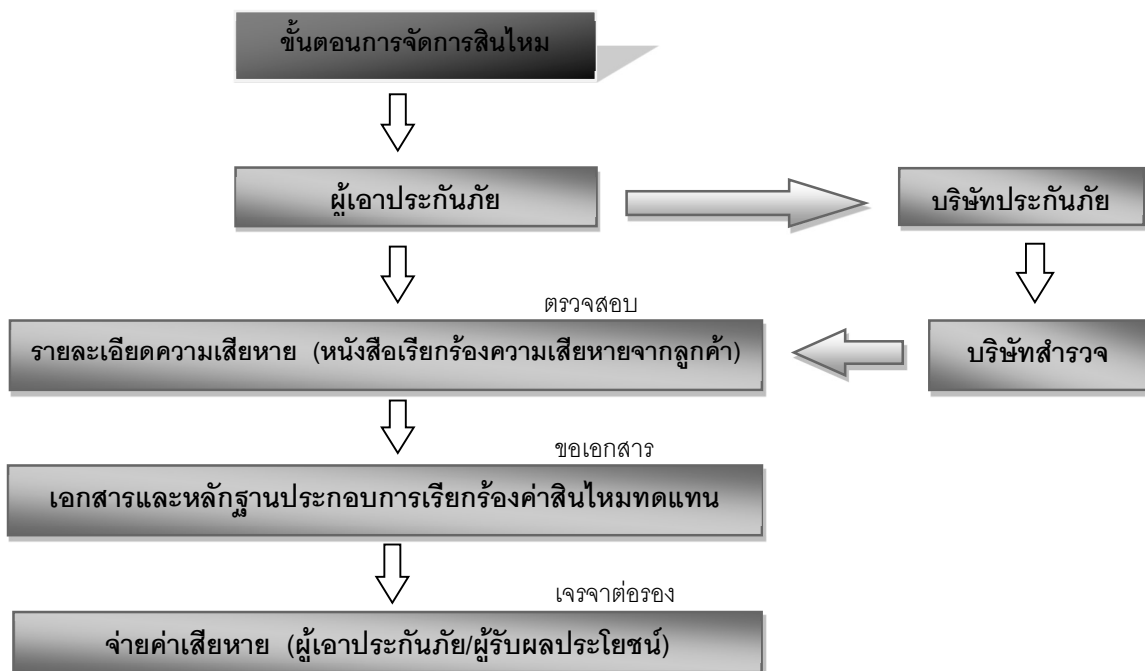 ขั้นตอนการจัดการสินไหม
ผู้เอาประกันภัย
บริษัทประกันภัย
ตรวจสอบ
รายละเอียดความเสียหาย (หนังสือเรียกร้องความเสียหายจากลูกค้า)
บริษัทสำรวจ
ขอเอกสาร
เอกสารและหลักฐานประกอบการเรียกร้องค่าสินไหมทดแทน
เจรจาต่อรอง
จ่ายค่าเสียหาย (ผู้เอาประกันภัย/ผู้รับผลประโยชน์)